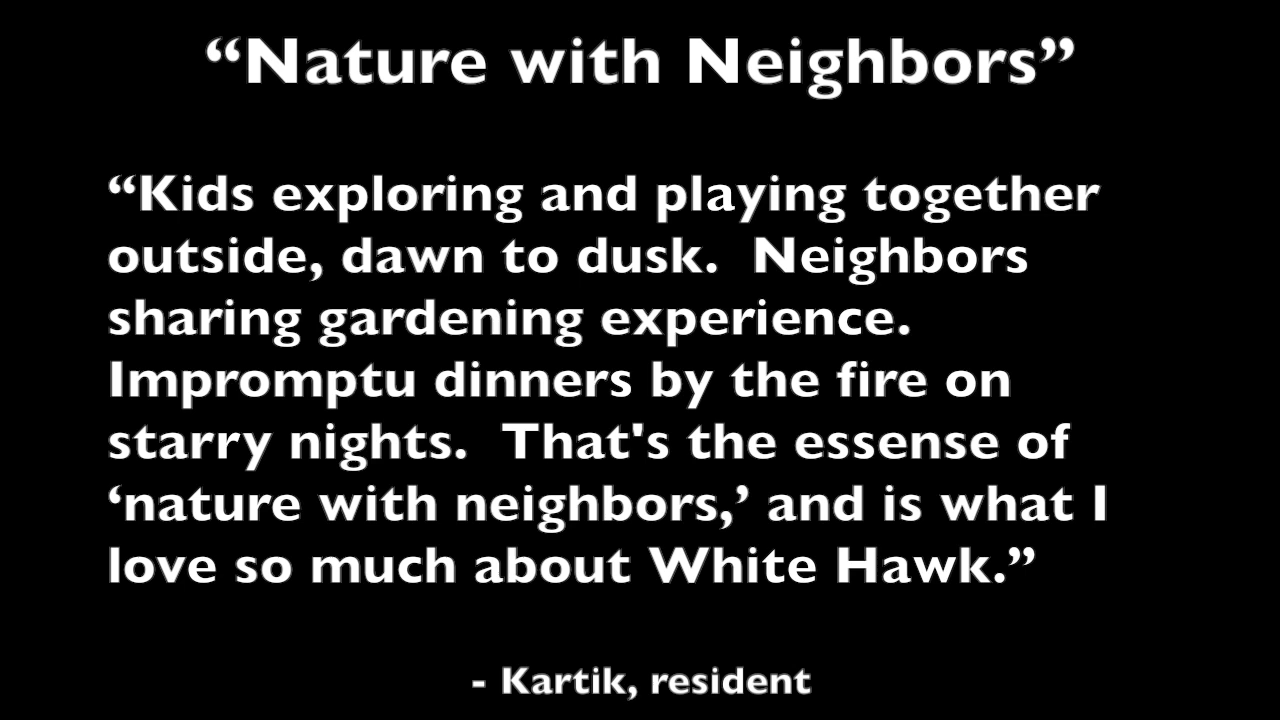 “Nature with Neighbors”
“Kids exploring and playing together
outside, dawn to dusk.  Neighbors
sharing gardening experience.
Impromptu dinners by the fire on
starry nights.  That's the essense of
‘nature with neighbors,’ and is what I
love so much about White Hawk.”
- Kartik, resident